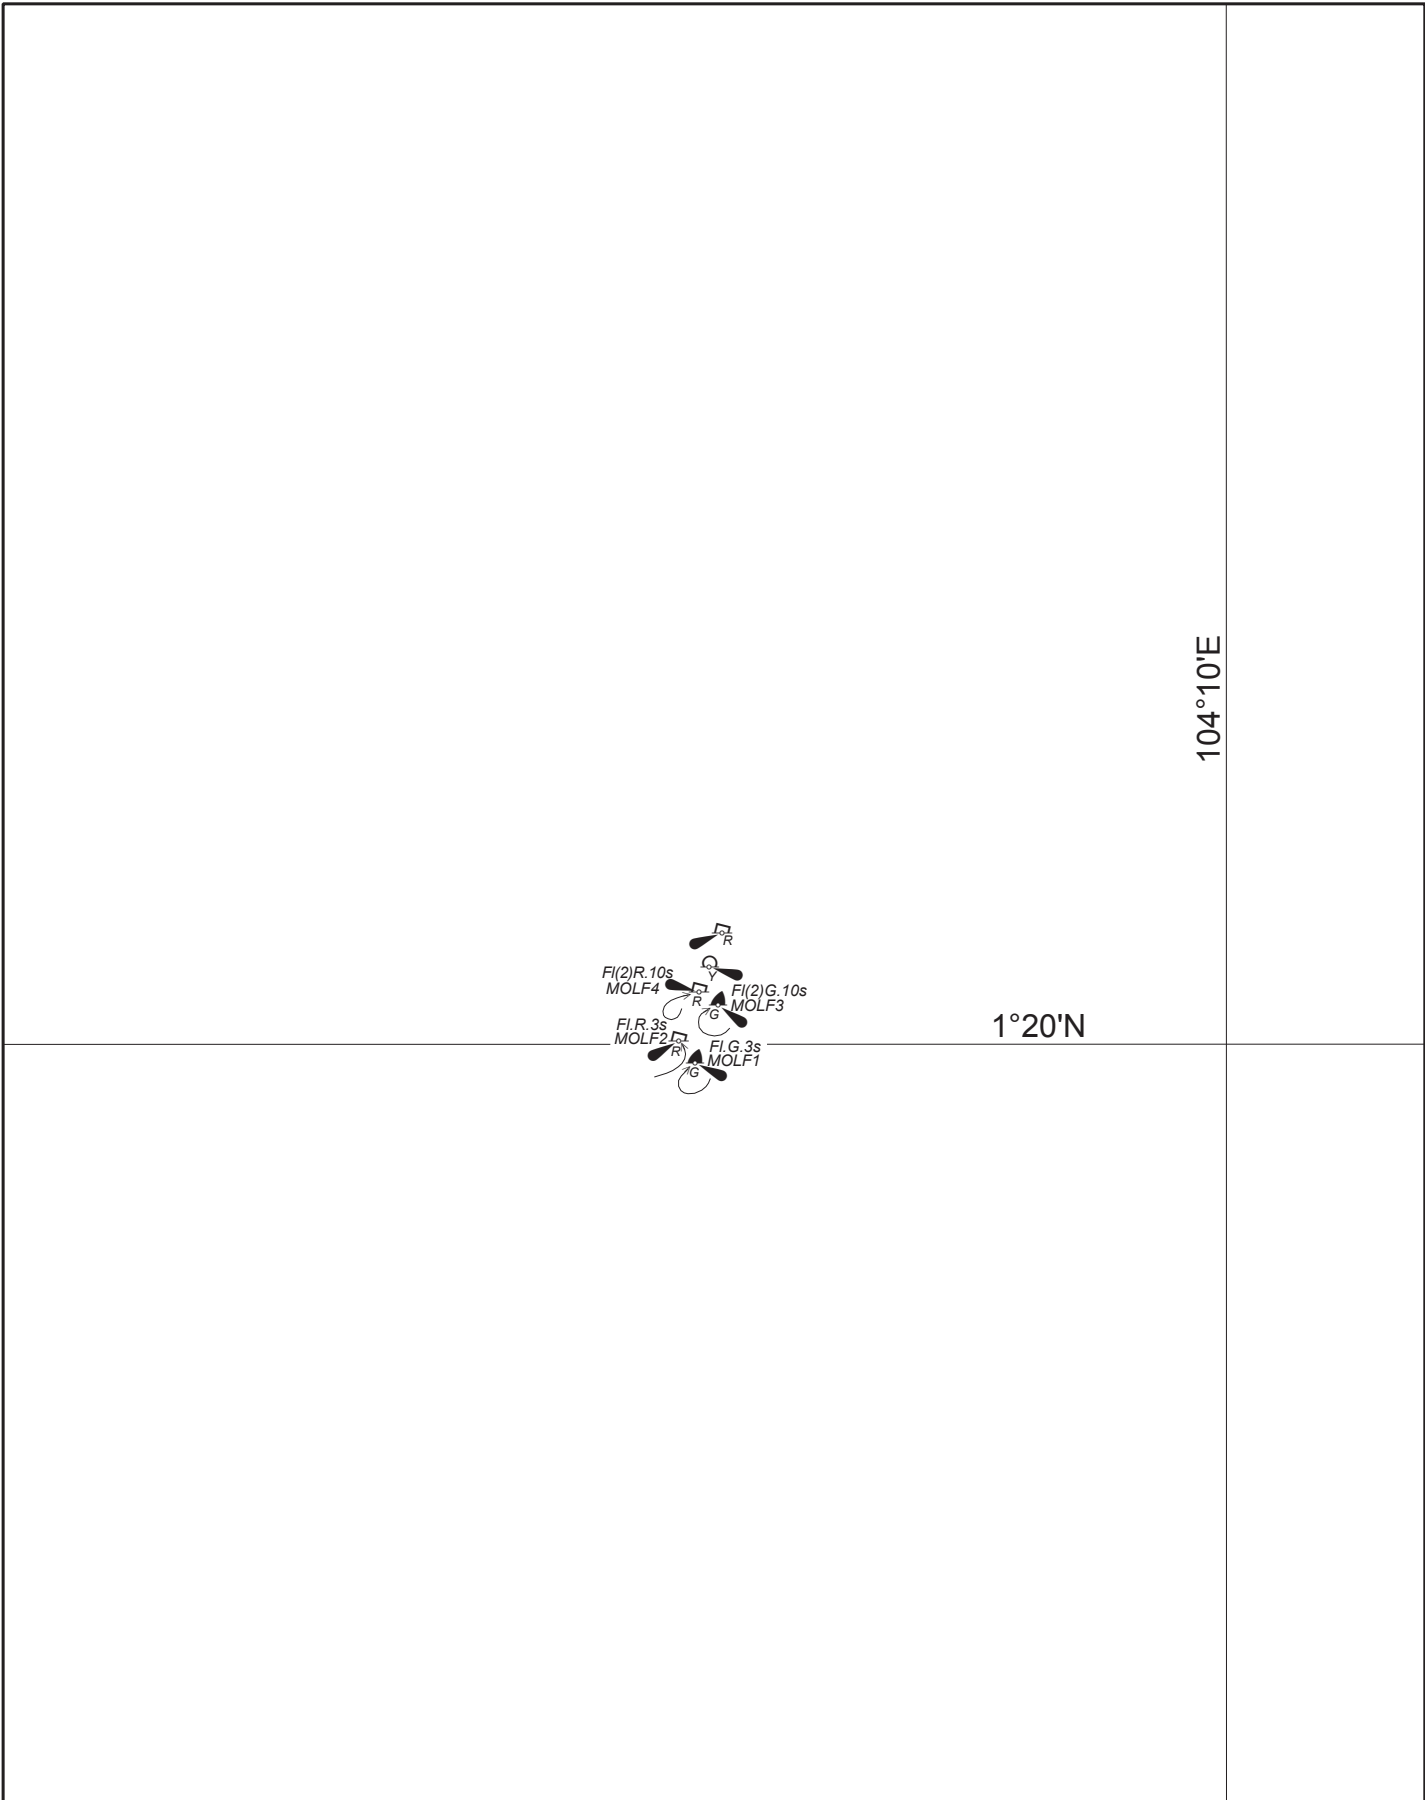 104°10'E
R
Y
Fl(2)R.10s
MOLF4
R
Fl(2)G.10s
MOLF3
G
1°20'N
Fl.R.3s
MOLF2
R
Fl.G.3s
MOLF1
G